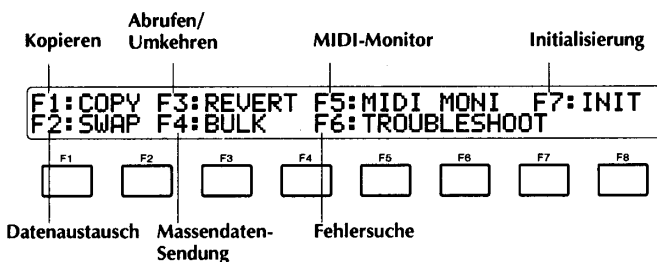 Abrufen/
Kopieren Umkehren MIDI-Monitor Initialisierung
F1:COPY F3:REVERT F5:MIDI MONI F7:INIT
F2:SWAP F4:BULK F6:TROUBLESHOOT
F1 F2 F3 F4 F5 F6 F7 F8
Datenaustausch Massendaten- Fehlersuche
Sendung